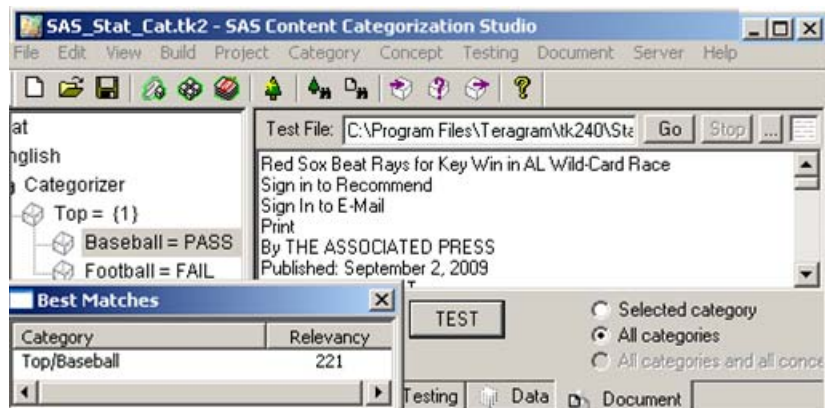 SAS_Stat_Cat.tk2 - SAS Content Categorization Studio
File Edit View Build Project Category Concept Testing Document Server Help
at
nglish
Categorizer
Top = {1}
Baseball = PASS
Football = FAIL
Test File: C:\Program Files\Teragram\tk240\Sta Go Stop ...
Red Sox Beat Rays for Key Win in AL Wild-Card Race
Sign in to Recommend
Sign In to E-Mail
Print
By THE ASSOCIATED PRESS
Published: September 2, 2009
Best Matches
Category Relevancy
Top/Baseball 221
TEST
Selected category
All categories
All categories and all conce
Testing Data Document